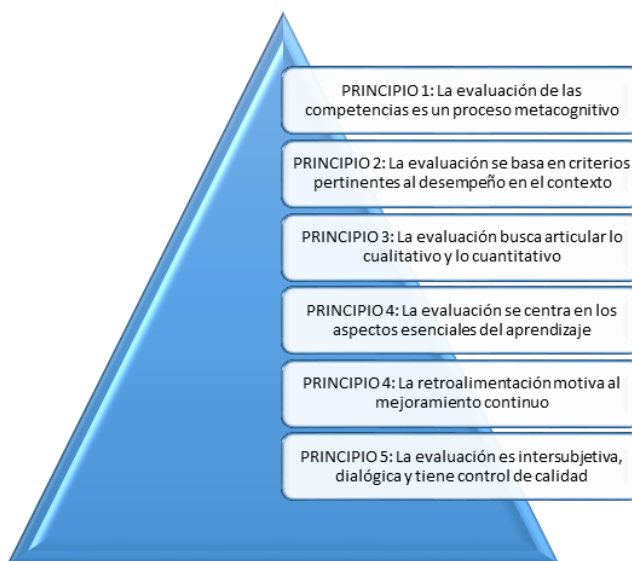 PRINCIPIO 1: La evaluación de las
competencias es un proceso metacognitivo
PRINCIPIO 2: La evaluación se basa en criterios
pertinentes al desempeño en el contexto
PRINCIPIO 3: La evaluación busca articular lo
cualitativo y lo cuantitativo
PRINCIPIO 4: La evaluación se centra en los
aspectos esenciales del aprendizaje
PRINCIPIO 4: La retroalimentación motiva al
mejoramiento continuo
PRINCIPIO 5: La evaluación es intersubjetiva,
dialógica y tiene control de calidad